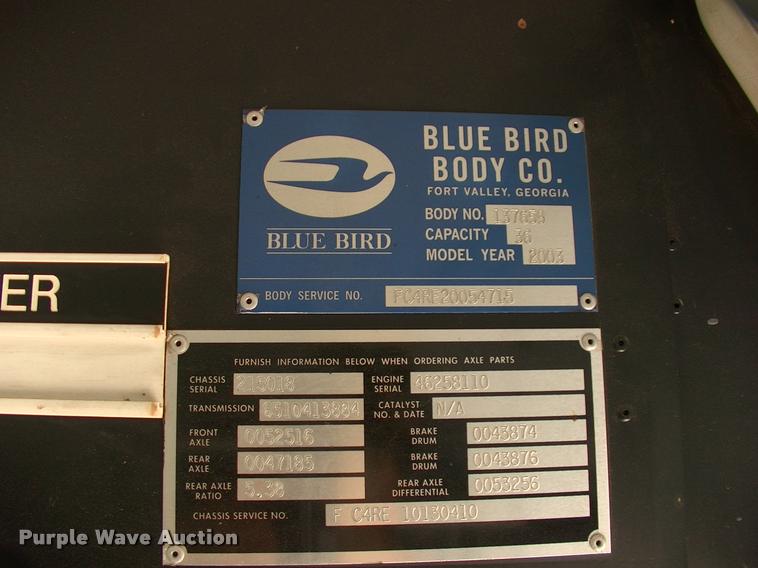 BLUE BIRD
BODY CO.
FORT VALLEY, GEORGIA
BODY NO. 137659
CAPACITY 36
MODEL YEAR 2003
BLUE BIRD
BODY SERVICE NO. FC4RE20054715
ER
FURNISH INFORMATION BELOW WHEN ORDERING AXLE PARTS
CHASSIS SERIAL 215018 ENGINE SERIAL 46258110
TRANSMISSION 6510413884 CATALYST NO. & DATE N/A
FRONT AXLE 0052516 BRAKE DRUM 0043874
REAR AXLE 0047185 BRAKE DRUM 0043876
REAR AXLE RATIO 5.38 REAR AXLE DIFFERENTIAL 0053256
CHASSIS SERVICE NO. F C4RE 10130410
Purple Wave Auction